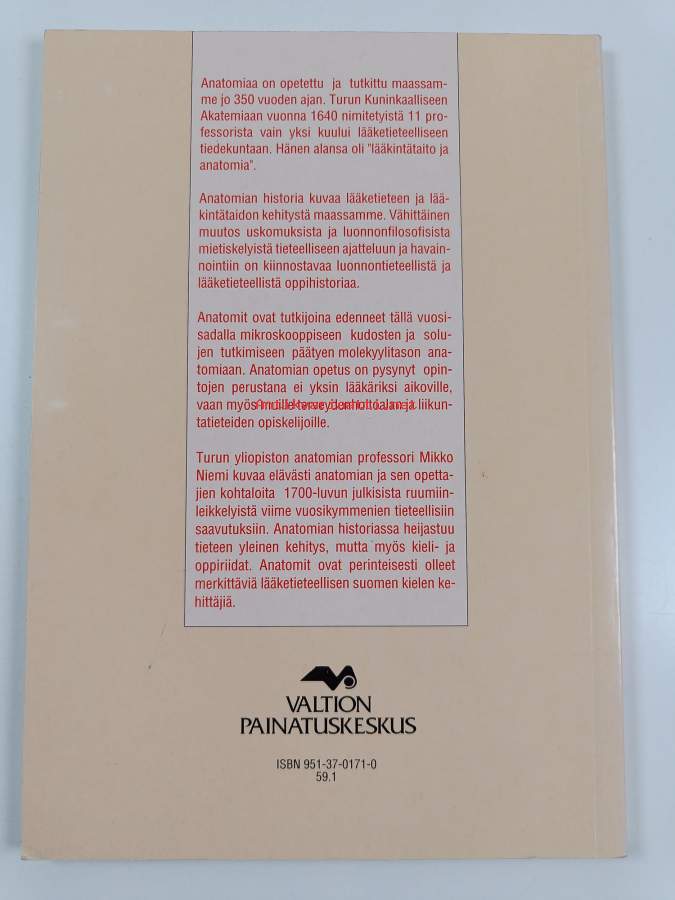 Anatomiaa on opetettu ja tutkittu maassam-
me jo 350 vuoden ajan. Turun Kuninkaalliseen
Akatemiaan vuonna 1640 nimitetyistä 11 pro-
fessorista vain yksi kuului lääketieteelliseen
tiedekuntaan. Hänen alansa oli "lääkintätaito ja
anatomia".
Anatomian historia kuvaa lääketieteen ja lää-
kintätaidon kehitystä maassamme. Vähittäinen
muutos uskomuksista ja luonnonfilosofisista
mietiskelyistä tieteelliseen ajatteluun ja havain-
nointiin on kiinnostavaa luonnontieteellistä ja
lääketieteellistä oppihistoriaa.
Anatomit ovat tutkijoina edenneet tällä vuosi-
sadalla mikroskooppiseen kudosten ja solu-
jen tutkimiseen päätyen molekyylitason ana-
tomiaan. Anatomian opetus on pysynyt opin-
tojen perustana ei yksin lääkäriksi aikoville,
vaan myös muille terveydenhoitoalan ja liikun-
tatieteiden opiskelijoille.
Turun yliopiston anatomian professori Mikko
Niemi kuvaa elävästi anatomian ja sen opetta-
jien kohtaloita 1700-luvun julkisista ruumiin-
leikkelyistä viime vuosikymmenien tieteellisiin
saavutuksiin. Anatomian historiassa heijastuu
tieteen yleinen kehitys, mutta myös kieli- ja
oppiriidat. Anatomit ovat perinteisesti olleet
merkittäviä lääketieteellisen suomen kielen ke-
hittäjiä.
VALTION
PAINATUSKESKUS
ISBN 951-37-0171-0
59.1